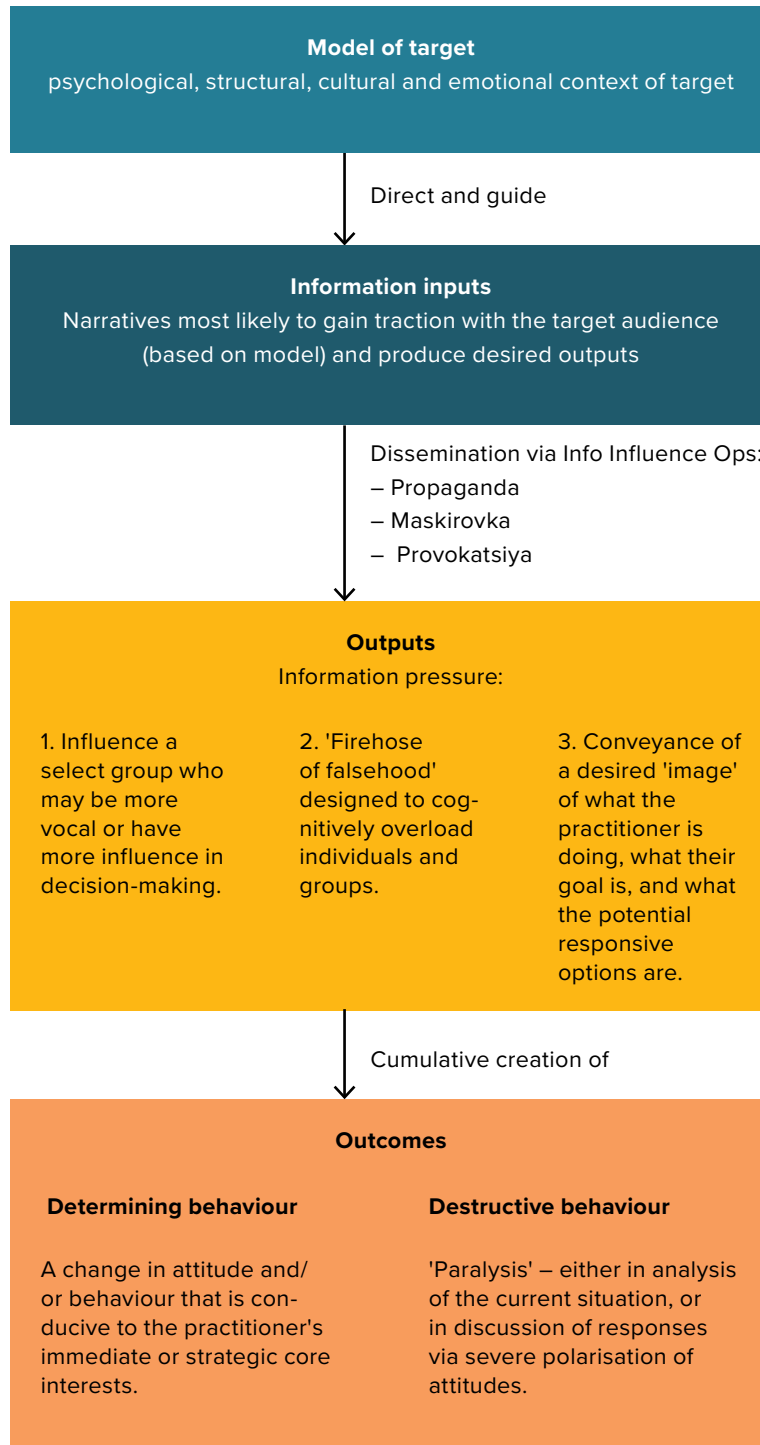 Model of target
psychological, structural, cultural and emotional context of target
Direct and guide
Information inputs
Narratives most likely to gain traction with the target audience
(based on model) and produce desired outputs
Dissemination via Info Influence Ops:
– Propaganda
– Maskirovka
– Provokatsiya
Outputs
Information pressure:
1. Influence a
select group who
may be more
vocal or have
more influence in
decision-making.
2. 'Firehose
of falsehood'
designed to cog-
nitively overload
individuals and
groups.
3. Conveyance of
a desired 'image'
of what the
practitioner is
doing, what their
goal is, and what
the potential
responsive
options are.
Cumulative creation of
Outcomes
Determining behaviour
A change in attitude and/
or behaviour that is con-
ducive to the practitioner's
immediate or strategic core
interests.
Destructive behaviour
'Paralysis' – either in analysis
of the current situation, or
in discussion of responses
via severe polarisation of
attitudes.